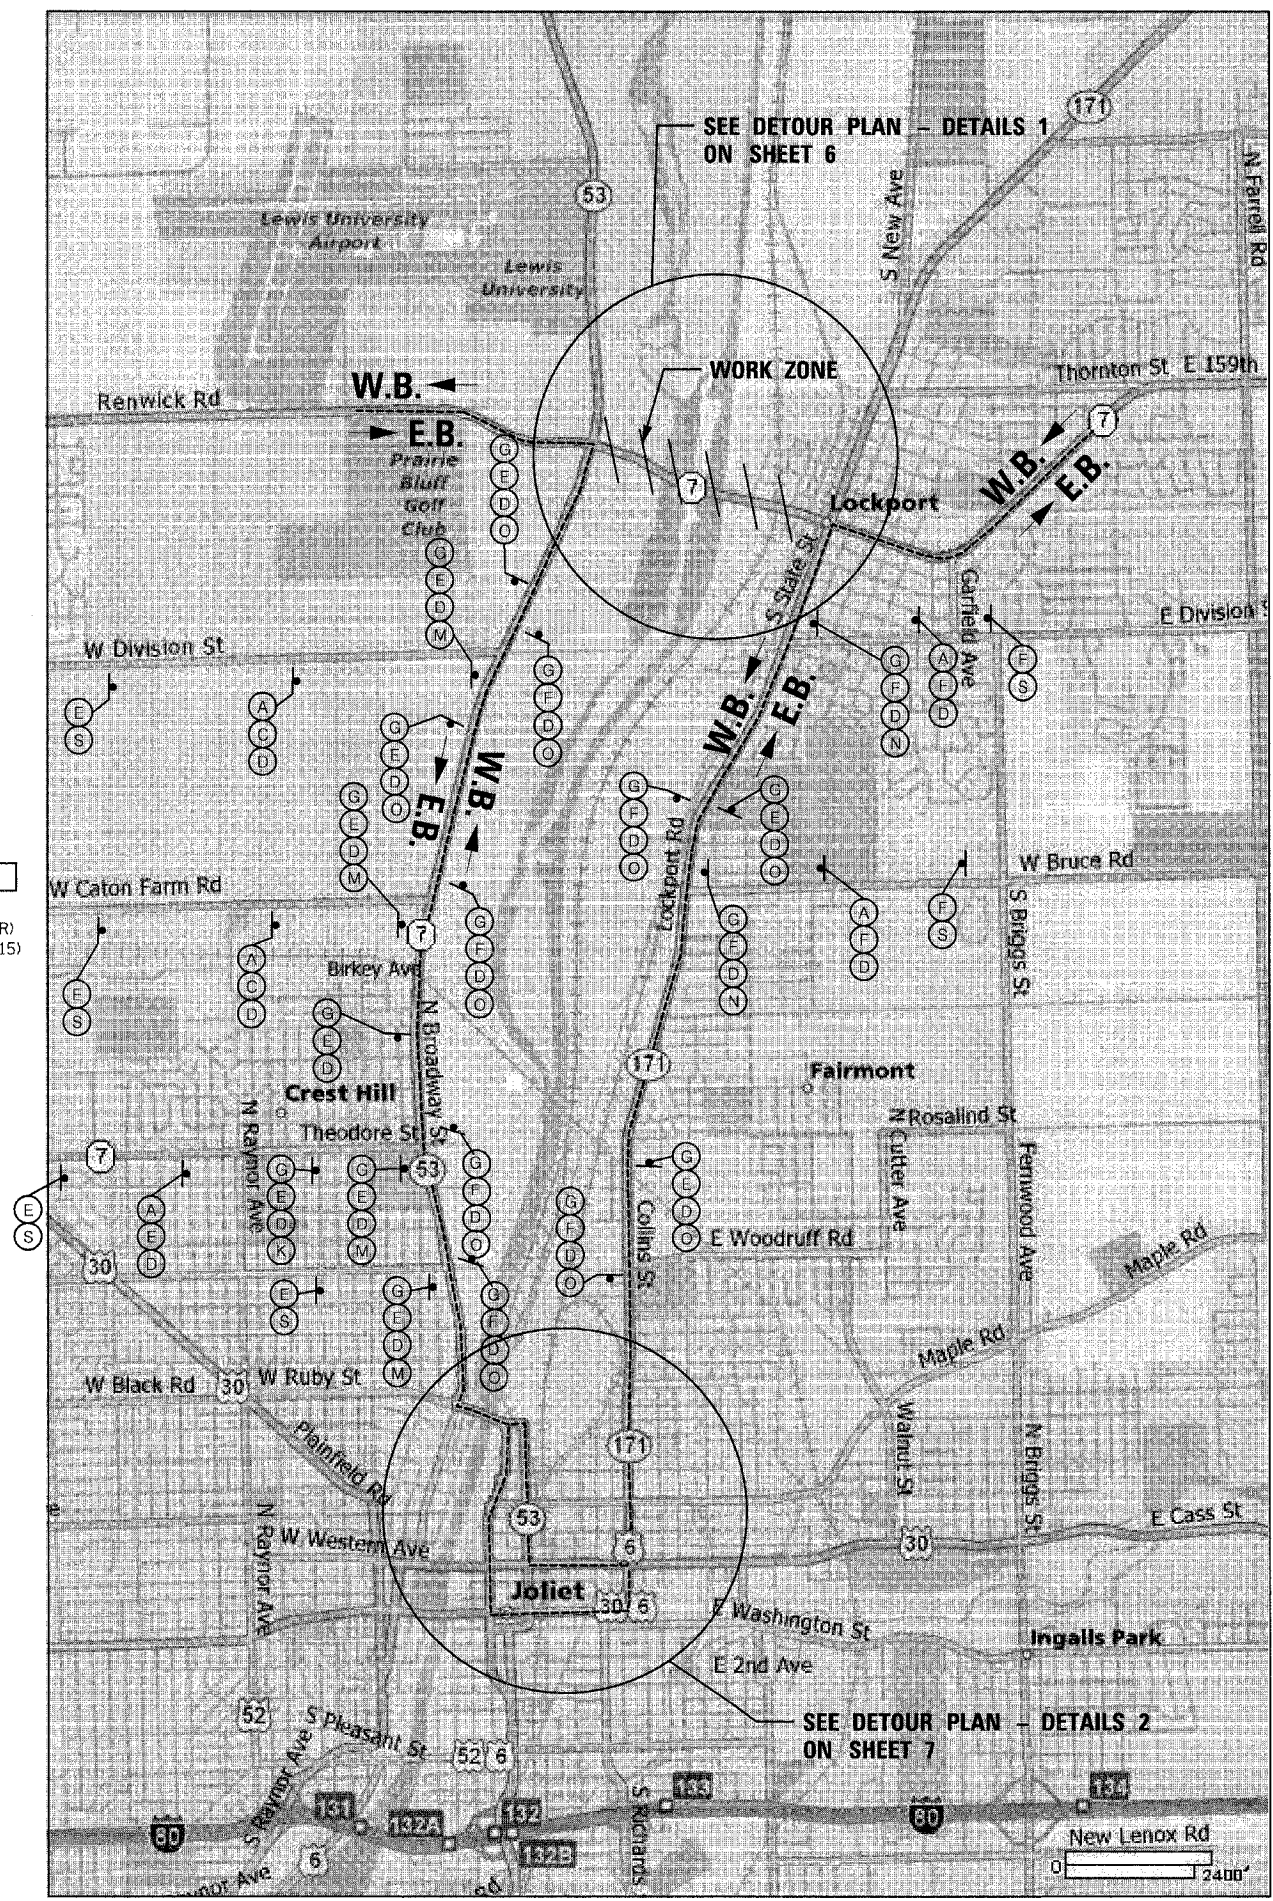 171
SEE DETOUR PLAN – DETAILS 1
ON SHEET 6
N Farrell Rd
53
S New Ave
Lewis University
Airport
Lewis
University
WORK ZONE
Thornton St E 159th
W.B.
Renwick Rd
E.B.
7
W.B.
E.B.
Prairie
Bluff
Golf
Club
G
E
D
O
7
Lockport
G
E
D
M
S State St
Garfield Ave
E Division S
W Division St
G
F
D
O
G
F
D
N
A
F
D
F
S
E
S
A
C
D
W.B.
E.B.
G
E
D
O
W.B.
E.B.
G
E
D
M
G
F
D
O
G
E
D
O
Lockport Rd
W Bruce Rd
W Caton Farm Rd
R)
15)
7
G
F
D
O
G
F
D
N
A
F
D
F
S
S Briggs St
E
S
A
C
D
Birkey Ave
G
E
D
N Broadway St
171
Fairmont
Crest Hill
N Raynor Ave
Theodore St
N Cutter Ave
Rosalind St
Fernwood Ave
7
53
E
S
A
E
D
G
E
D
K
G
E
D
M
G
F
D
O
G
F
D
O
G
E
D
O
Collins St
E Woodruff Rd
Maple Rd
30
E
S
G
E
D
M
G
F
D
O
Maple Rd
W Black Rd
30
W Ruby St
Plainfield Rd
171
Walnut St
N Briggs St
e
53
N Raynor Ave
W Western Ave
6
30
E Cass St
Joliet
30
6
E Washington St
Ingalls Park
E 2nd Ave
52
S Pleasant St
SEE DETOUR PLAN – DETAILS 2
ON SHEET 7
52
6
S Raynor Ave
131
132A
132
132B
133
134
80
80
S Richards
6
New Lenox Rd
0
2400'
ynor Ave
Rd